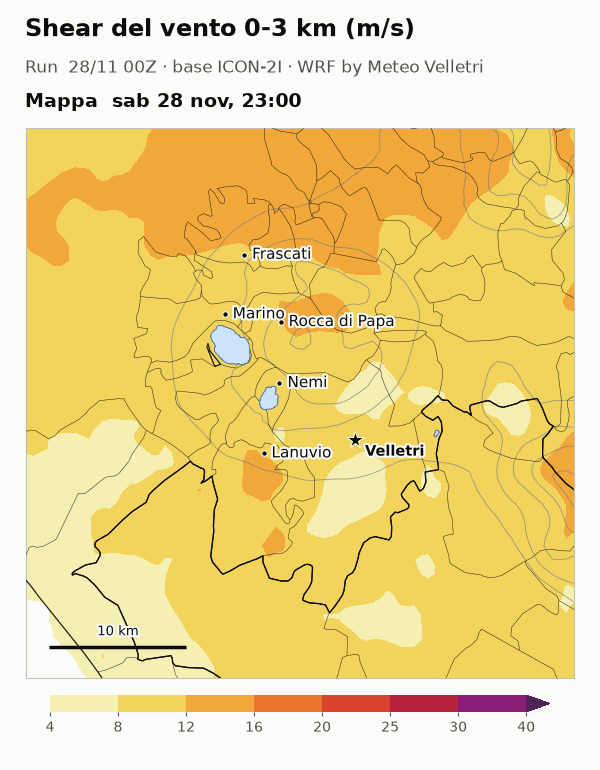 Shear del vento 0-3 km (m/s)
Run  28/11 00Z · base ICON-2I · WRF by Meteo Velletri
Mappa  sab 28 nov, 23:00
Frascati
Marino
Rocca di Papa
Nemi
Velletri
Lanuvio
10 km
4 8 12 16 20 25 30 40